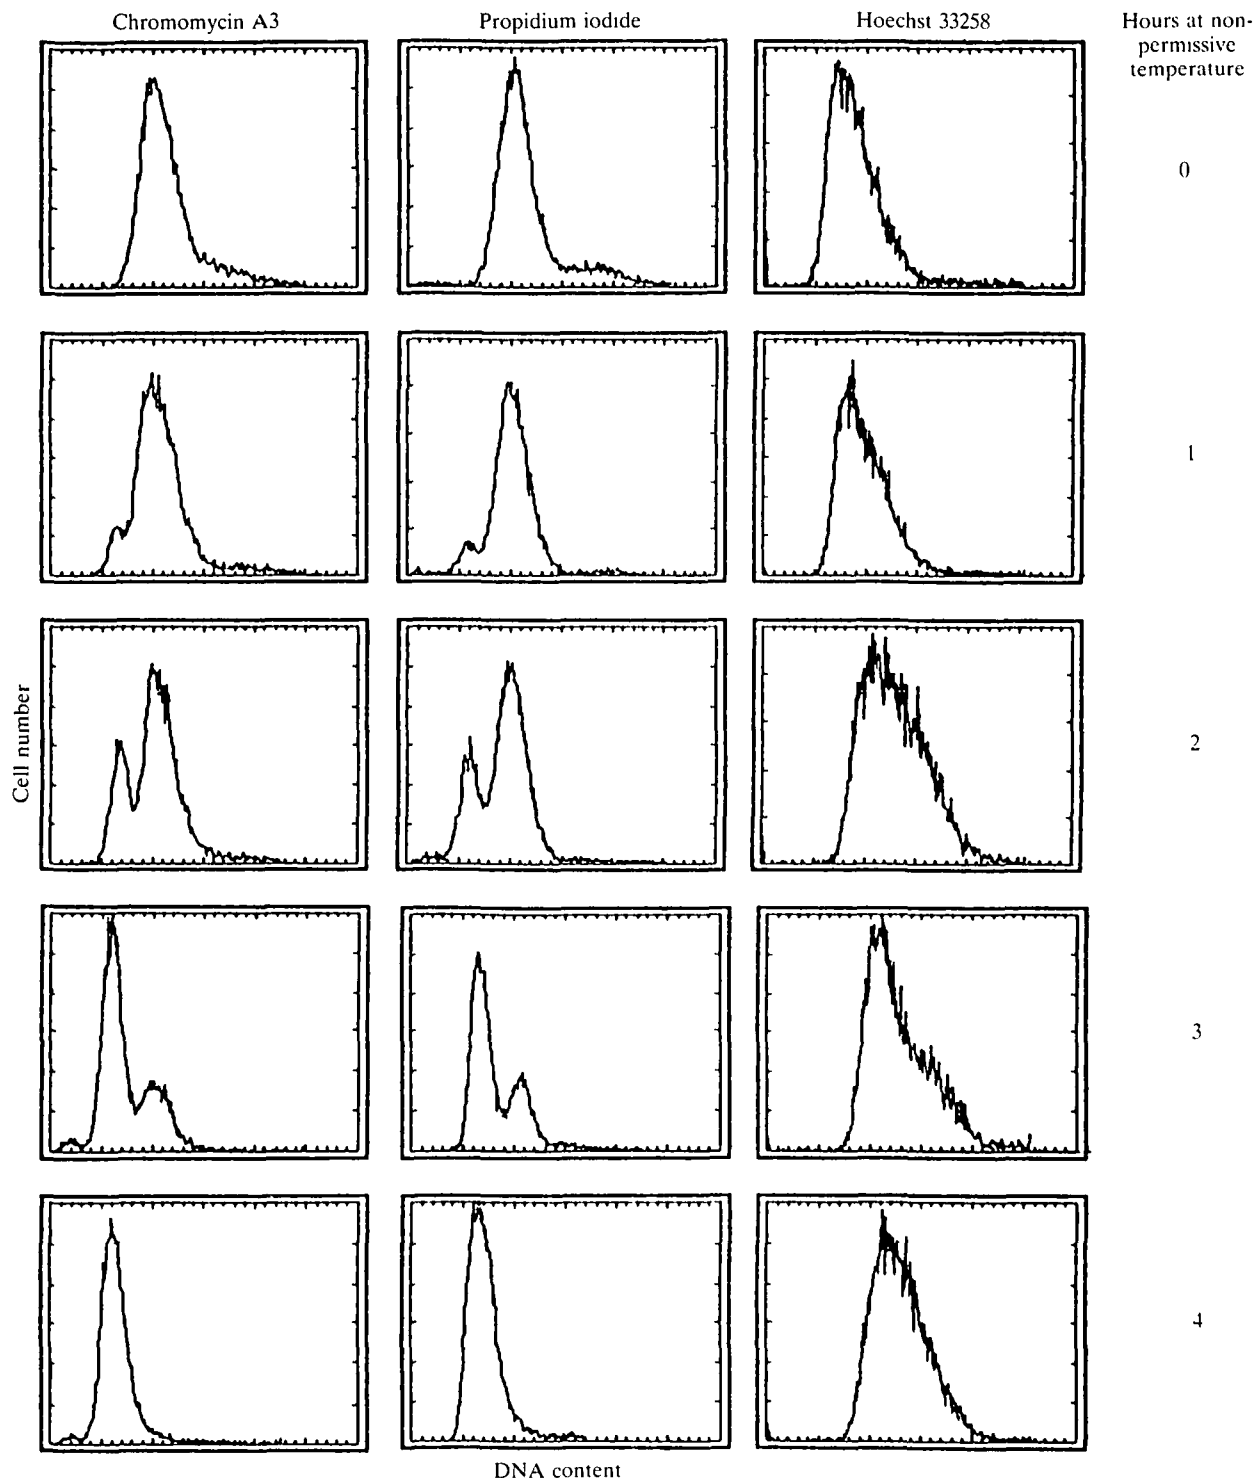 Chromomycin A3
Propidium iodide
Hoechst 33258
Hours at non-
permissive
temperature
0
1
Cell number
2
3
4
DNA content